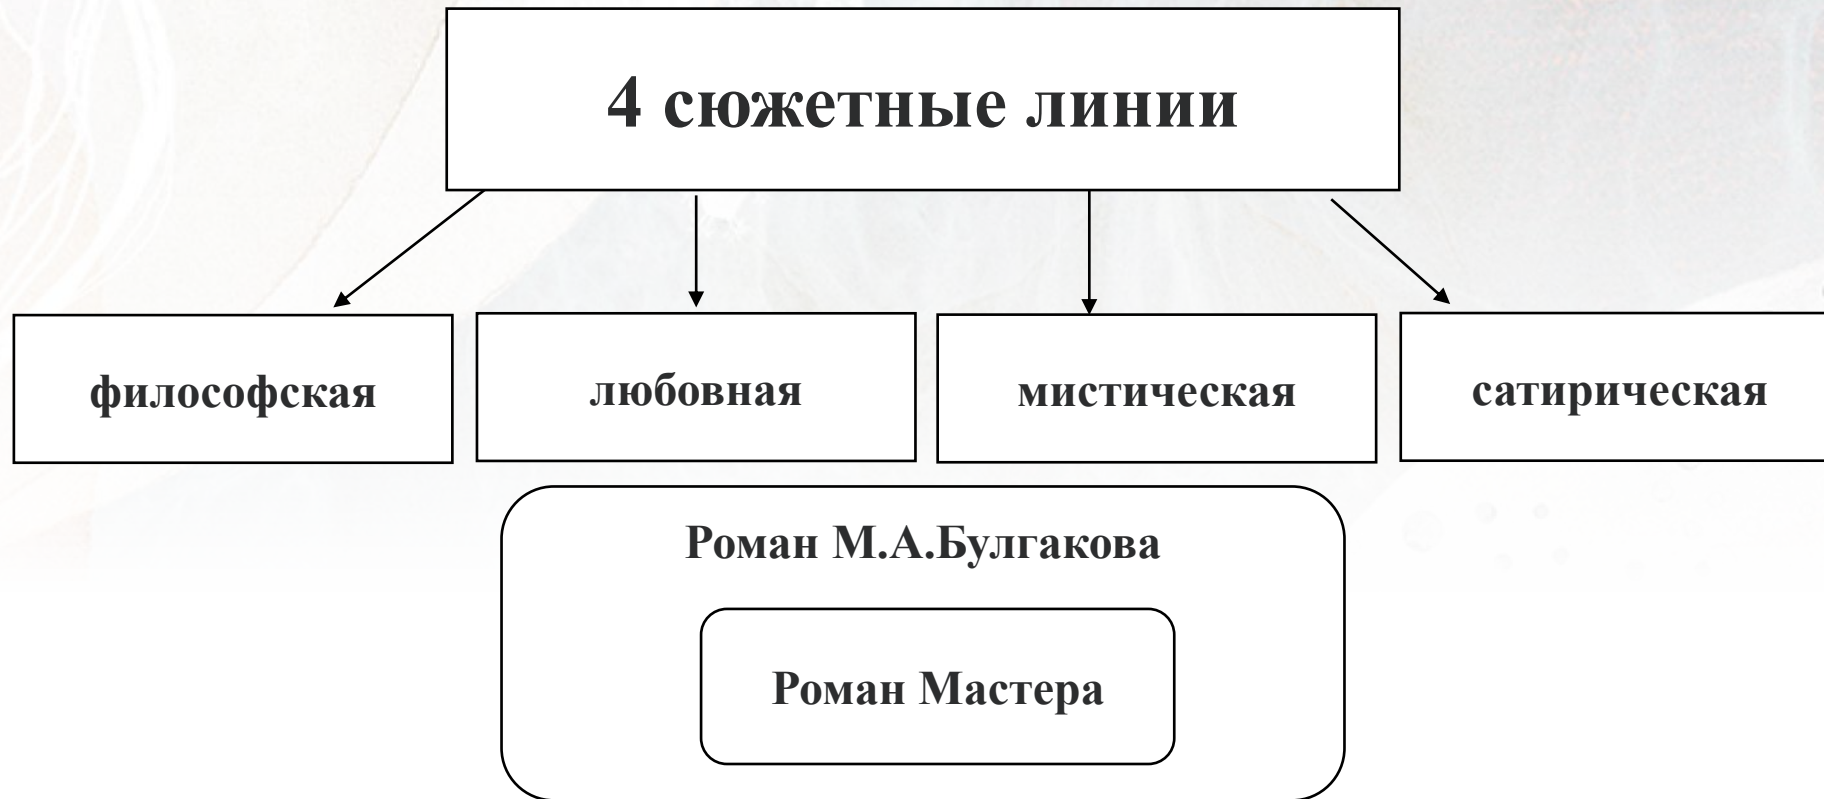 4 сюжетные линии
философская
любовная
мистическая
сатирическая
Роман М.А.Булгакова
Роман Мастера